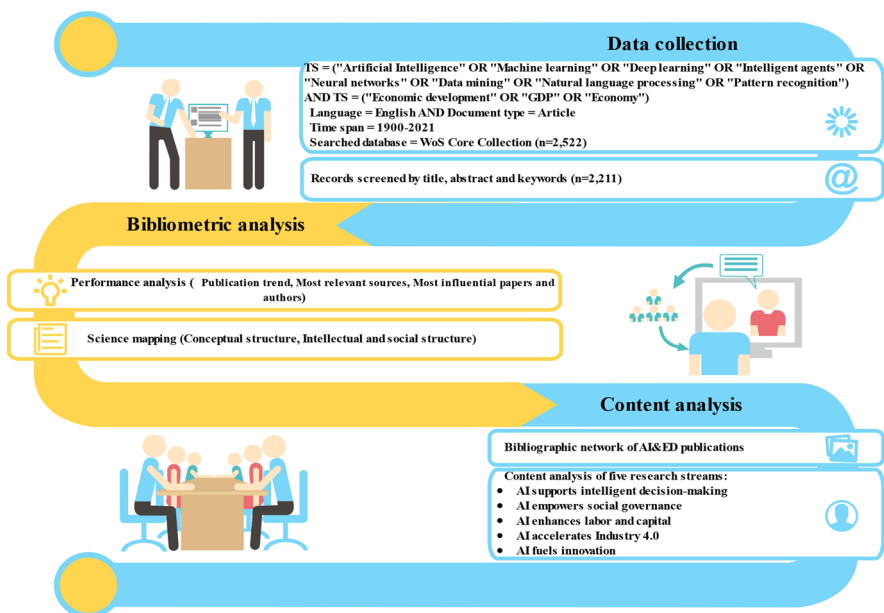 Data collection
TS = ("Artificial Intelligence" OR "Machine learning" OR "Deep learning" OR "Intelligent agents" OR
"Neural networks" OR "Data mining" OR "Natural language processing" OR "Pattern recognition")
AND TS = ("Economic development" OR "GDP" OR "Economy")
Language = English AND Document type = Article
Time span = 1900-2021
Searched database = WoS Core Collection (n=2,522)
Records screened by title, abstract and keywords (n=2,211)
@
Bibliometric analysis
Performance analysis ( Publication trend, Most relevant sources, Most influential papers and
authors)
Science mapping (Conceptual structure, Intellectual and social structure)
Content analysis
Bibliographic network of AI&ED publications
Content analysis of five research streams:
• AI supports intelligent decision-making
• AI empowers social governance
• AI enhances labor and capital
• AI accelerates Industry 4.0
• AI fuels innovation